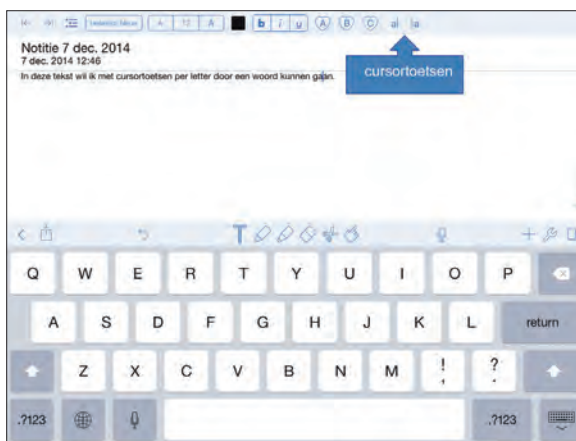 12 A b i u A B C a| |a
Notitie 7 dec. 2014
7 dec. 2014 12:46
In deze tekst wil ik met cursortoetsen per letter door een woord kunnen gaan.
cursortoetsen
T
Q W E R T Y U I O P
A S D F G H J K L return
Z X C V B N M ! , ? .
.?123 .?123